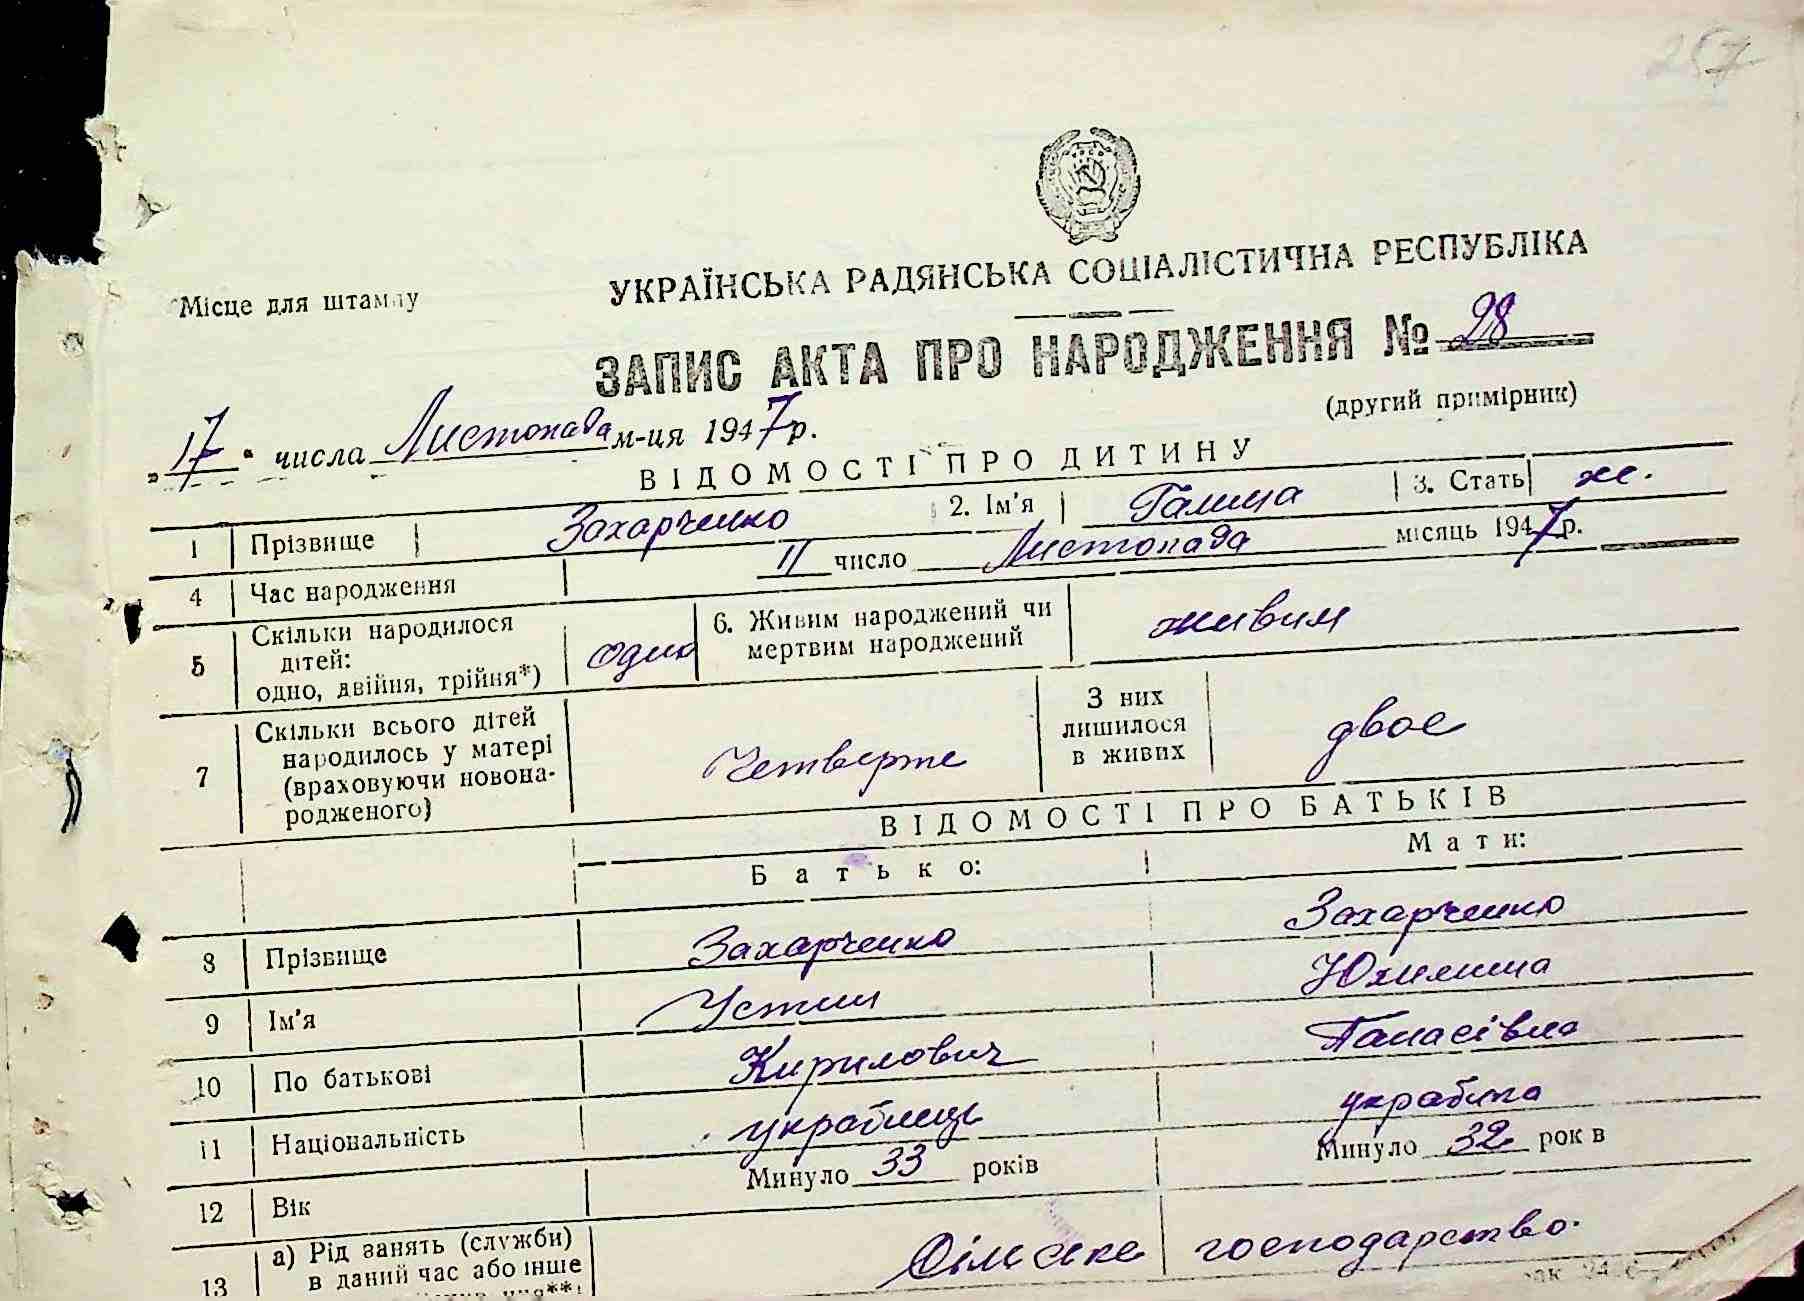 257
Місце для штампу
УКРАЇНСЬКА РАДЯНСЬКА СОЦІАЛІСТИЧНА РЕСПУБЛІКА
ЗАПИС АКТА ПРО НАРОДЖЕННЯ № 28
(другий примірник)
„17“ числа Листопада м-ця 1947 р.
ВІДОМОСТІ ПРО ДИТИНУ
1 Прізвище Захарченко 2. Ім'я Галина 3. Стать ж.
4 Час народження 11 число Листопада місяць 1947 р.
5 Скільки народилося дітей: одно, двійня, трійня*) одно 6. Живим народжений чи мертвим народжений живим
7 Скільки всього дітей народилось у матері (враховуючи новонародженого) Четверте З них лишилося в живих двоє
ВІДОМОСТІ ПРО БАТЬКІВ
Батько: Мати:
8 Прізвище Захарченко Захарченко
9 Ім'я Устин Юхимина
10 По батькові Кирилович Панасівна
11 Національність українець українка
12 Вік Минуло 33 років Минуло 32 рок в
13 а) Рід занять (служби) в даний час або інше Сільське господарство.